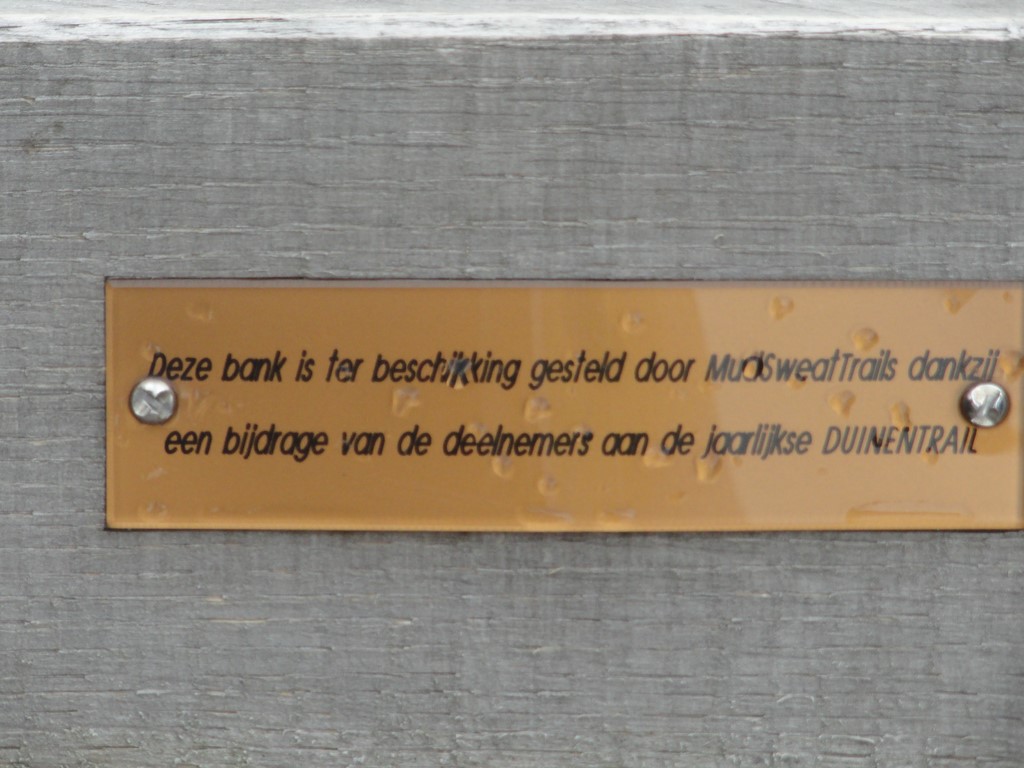 Deze bank is ter beschikking gesteld door MudSweatTrails dankzij
een bijdrage van de deelnemers aan de jaarlijkse DUINENTRAIL